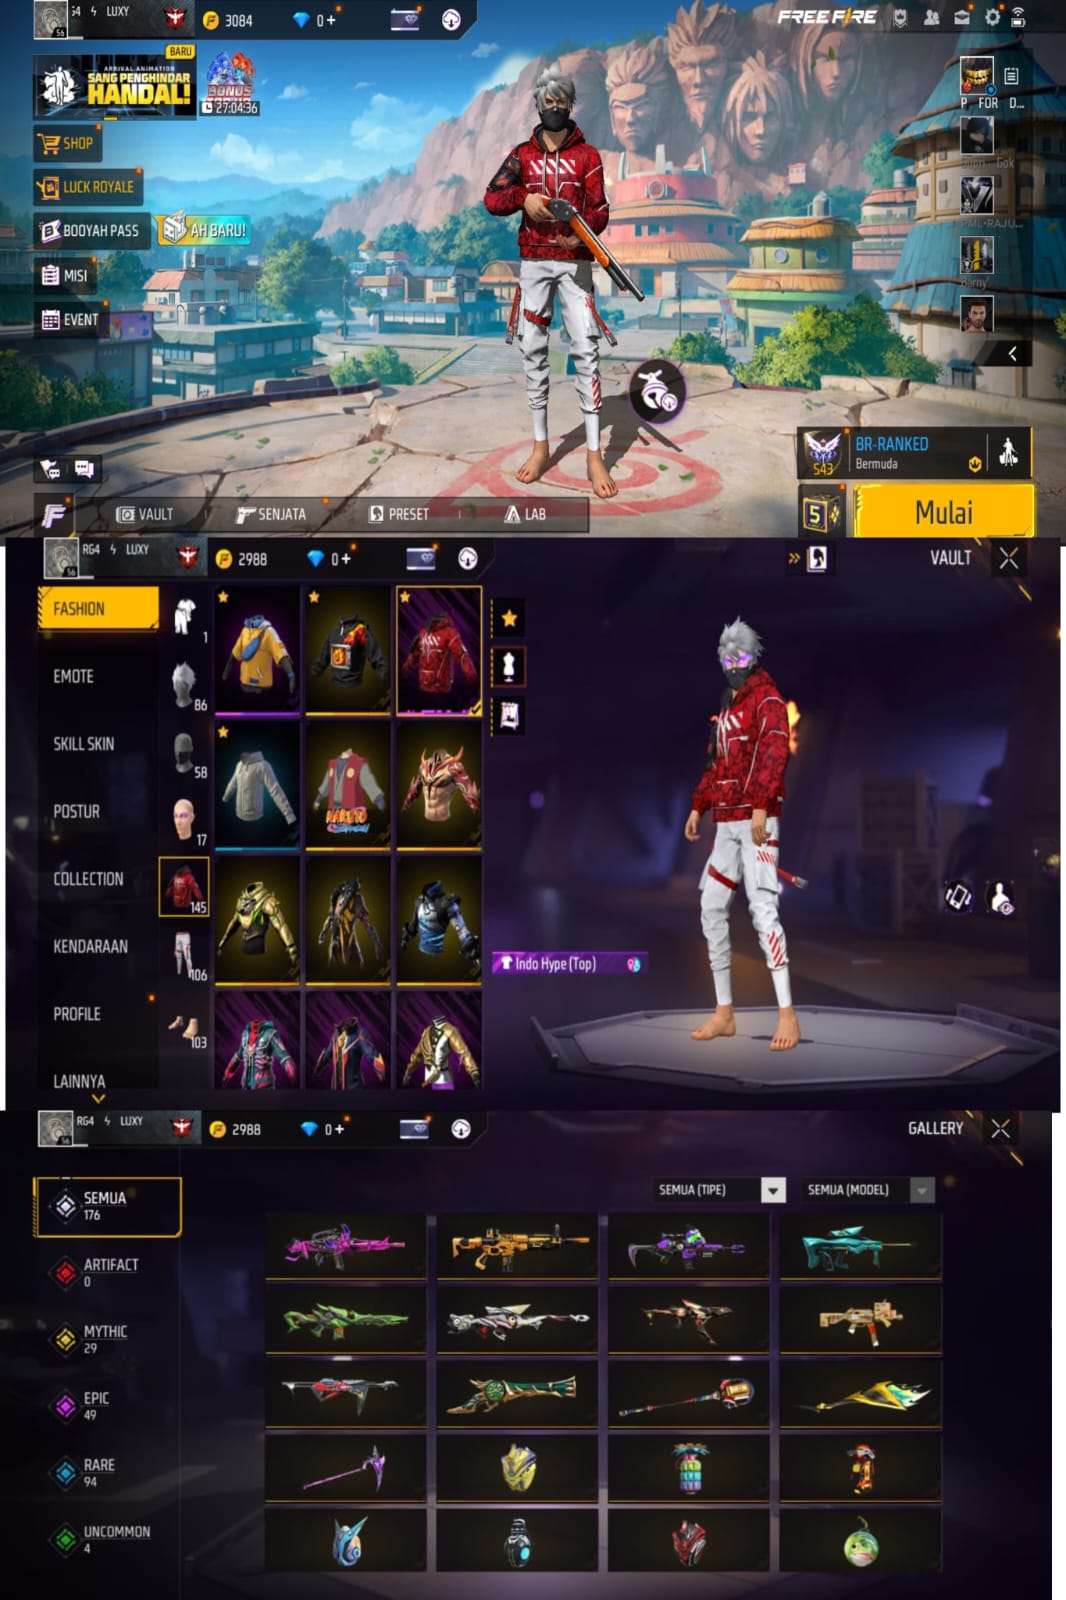 G4 ϟ LUXY
56
3084
0 +
FREE FIRE
BARU
ARRIVAL ANIMATION
SANG PENGHINDAR
HANDAL!
BONUS
27:04:36
P FOR D...
SHOP
LUCK ROYALE
BOOYAH PASS
AH BARU!
MISI
EVENT
Gok
PML-RAJU...
Barny
S43
BR-RANKED
Bermuda
VAULT
SENJATA
PRESET
LAB
5
Mulai
RG4 ϟ LUXY
56
2988
0 +
VAULT
FASHION
EMOTE
SKILL SKIN
POSTUR
COLLECTION
KENDARAAN
PROFILE
LAINNYA
1
86
58
17
145
106
103
NARUTO
Indo Hype (Top)
RG4 ϟ LUXY
56
2988
0 +
GALLERY
SEMUA
176
ARTIFACT
0
MYTHIC
29
EPIC
49
RARE
94
UNCOMMON
4
SEMUA (TIPE)
SEMUA (MODEL)